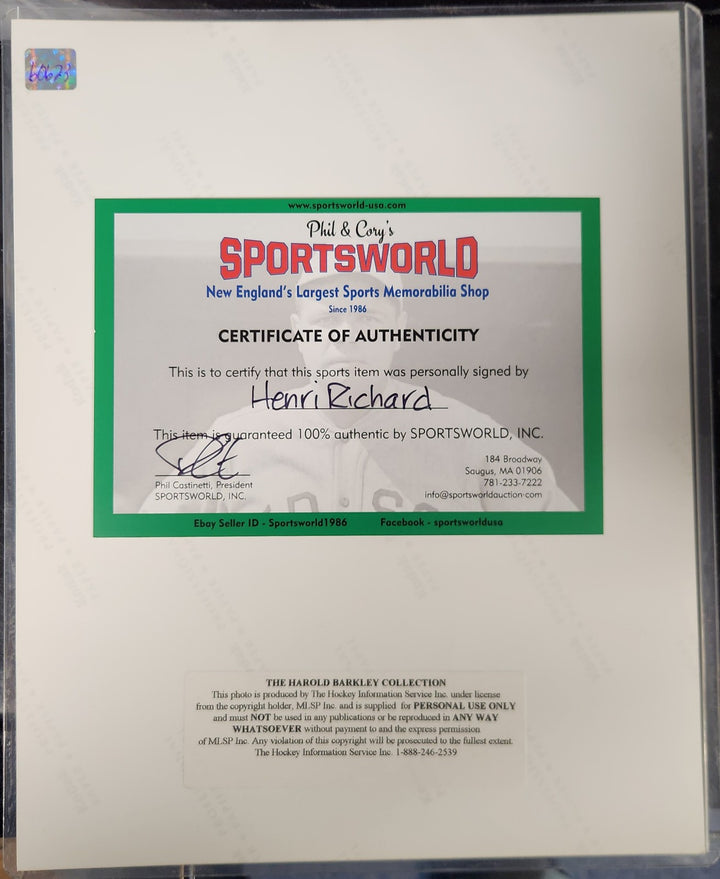 60623
www.sportsworld-usa.com
Phil & Cory's
SPORTSWORLD
New England's Largest Sports Memorabilia Shop
Since 1986
CERTIFICATE OF AUTHENTICITY
This is to certify that this sports item was personally signed by
Henri Richard
This item is guaranteed 100% authentic by SPORTSWORLD, INC.
Phil Castinetti, President
SPORTSWORLD, INC.
184 Broadway
Saugus, MA 01906
781-233-7222
info@sportsworldauction.com
Ebay Seller ID - Sportsworld1986 Facebook - sportsworldusa
THE HAROLD BARKLEY COLLECTION
This photo is produced by The Hockey Information Service Inc. under license
from the copyright holder, MLSP Inc. and is supplied for PERSONAL USE ONLY
and must NOT be used in any publications or be reproduced in ANY WAY
WHATSOEVER without payment to and the express permission
of MLSP Inc. Any violation of this copyright will be prosecuted to the fullest extent.
The Hockey Information Service Inc. 1-888-246-2539